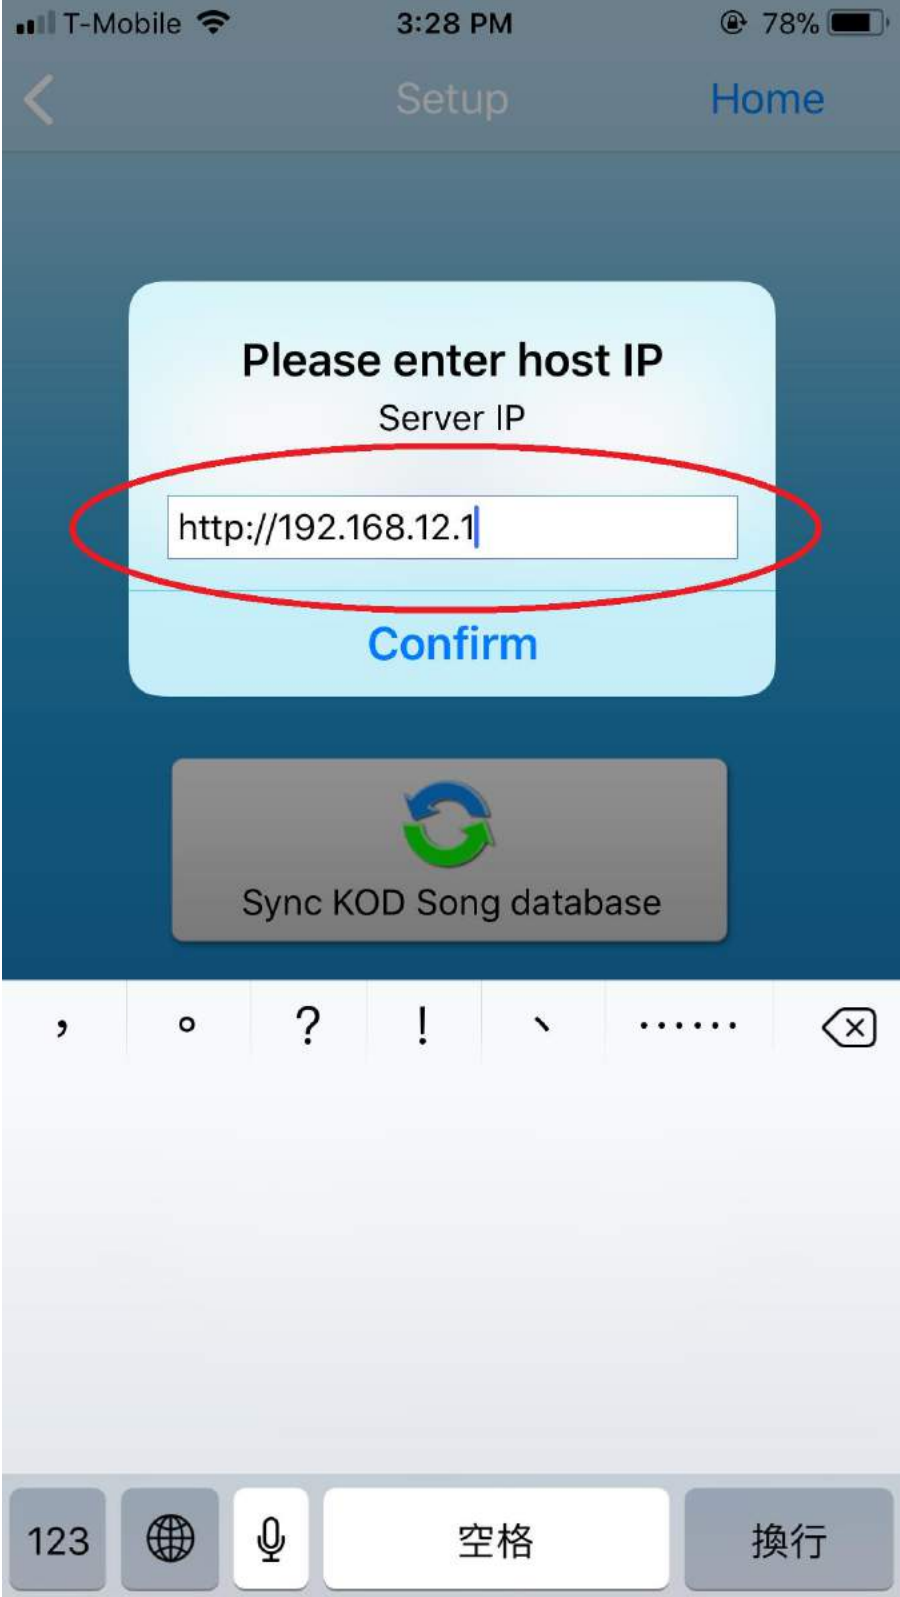 T-Mobile 3:28 PM 78%
Setup Home
Please enter host IP
Server IP
http://192.168.12.1
Confirm
Sync KOD Song database
， 。 ? ! 、 ……
123 空格 換行